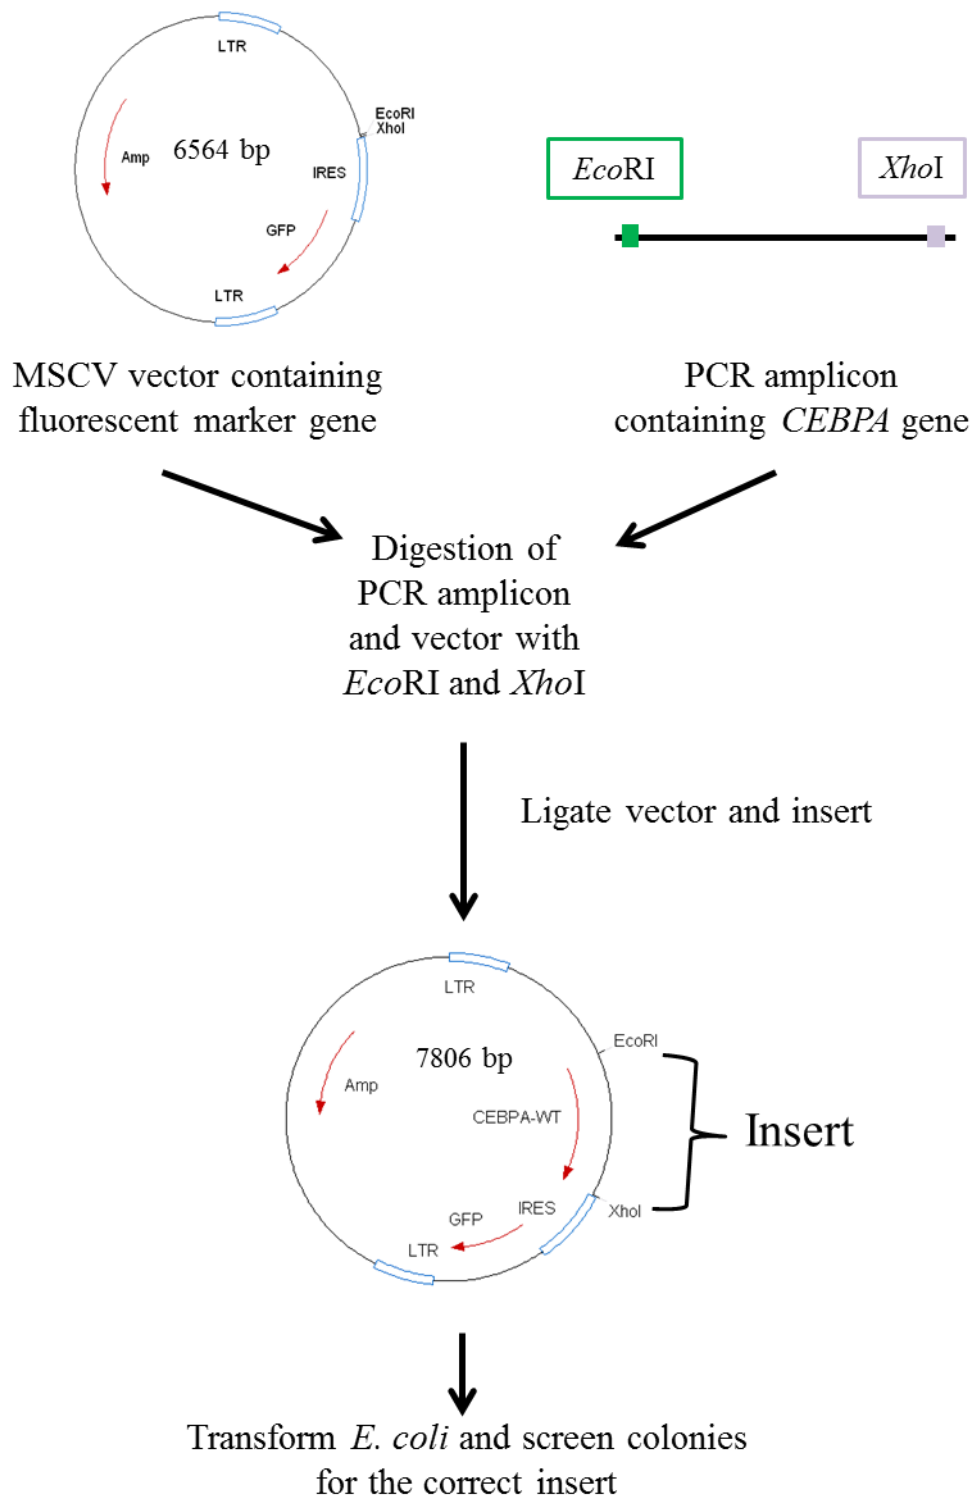 LTR
EcoRI
XhoI
Amp
6564 bp
IRES
GFP
LTR
EcoRI
XhoI
MSCV vector containing
fluorescent marker gene
PCR amplicon
containing CEBPA gene
Digestion of
PCR amplicon
and vector with
EcoRI and XhoI
Ligate vector and insert
LTR
EcoRI
7806 bp
Amp
CEBPA-WT
Insert
IRES
XhoI
GFP
LTR
Transform E. coli and screen colonies
for the correct insert